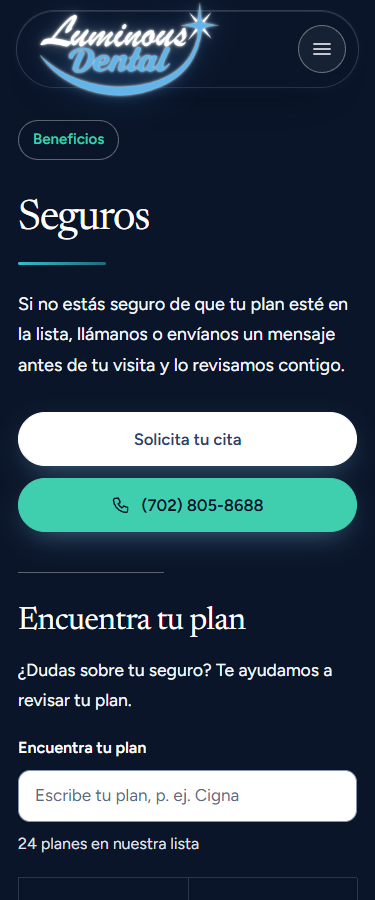 Luminous
Dental
Beneficios
Seguros
Si no estás seguro de que tu plan esté en
la lista, llámanos o envíanos un mensaje
antes de tu visita y lo revisamos contigo.
Solicita tu cita
(702) 805-8688
Encuentra tu plan
¿Dudas sobre tu seguro? Te ayudamos a
revisar tu plan.
Encuentra tu plan
Escribe tu plan, p. ej. Cigna
24 planes en nuestra lista